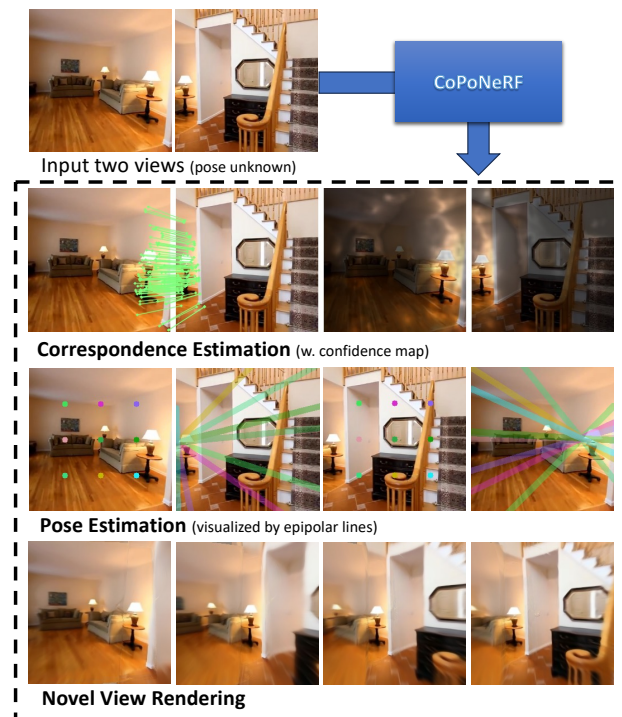 CoPoNeRF
Input two views (pose unknown)
Correspondence Estimation (w. confidence map)
Pose Estimation (visualized by epipolar lines)
Novel View Rendering